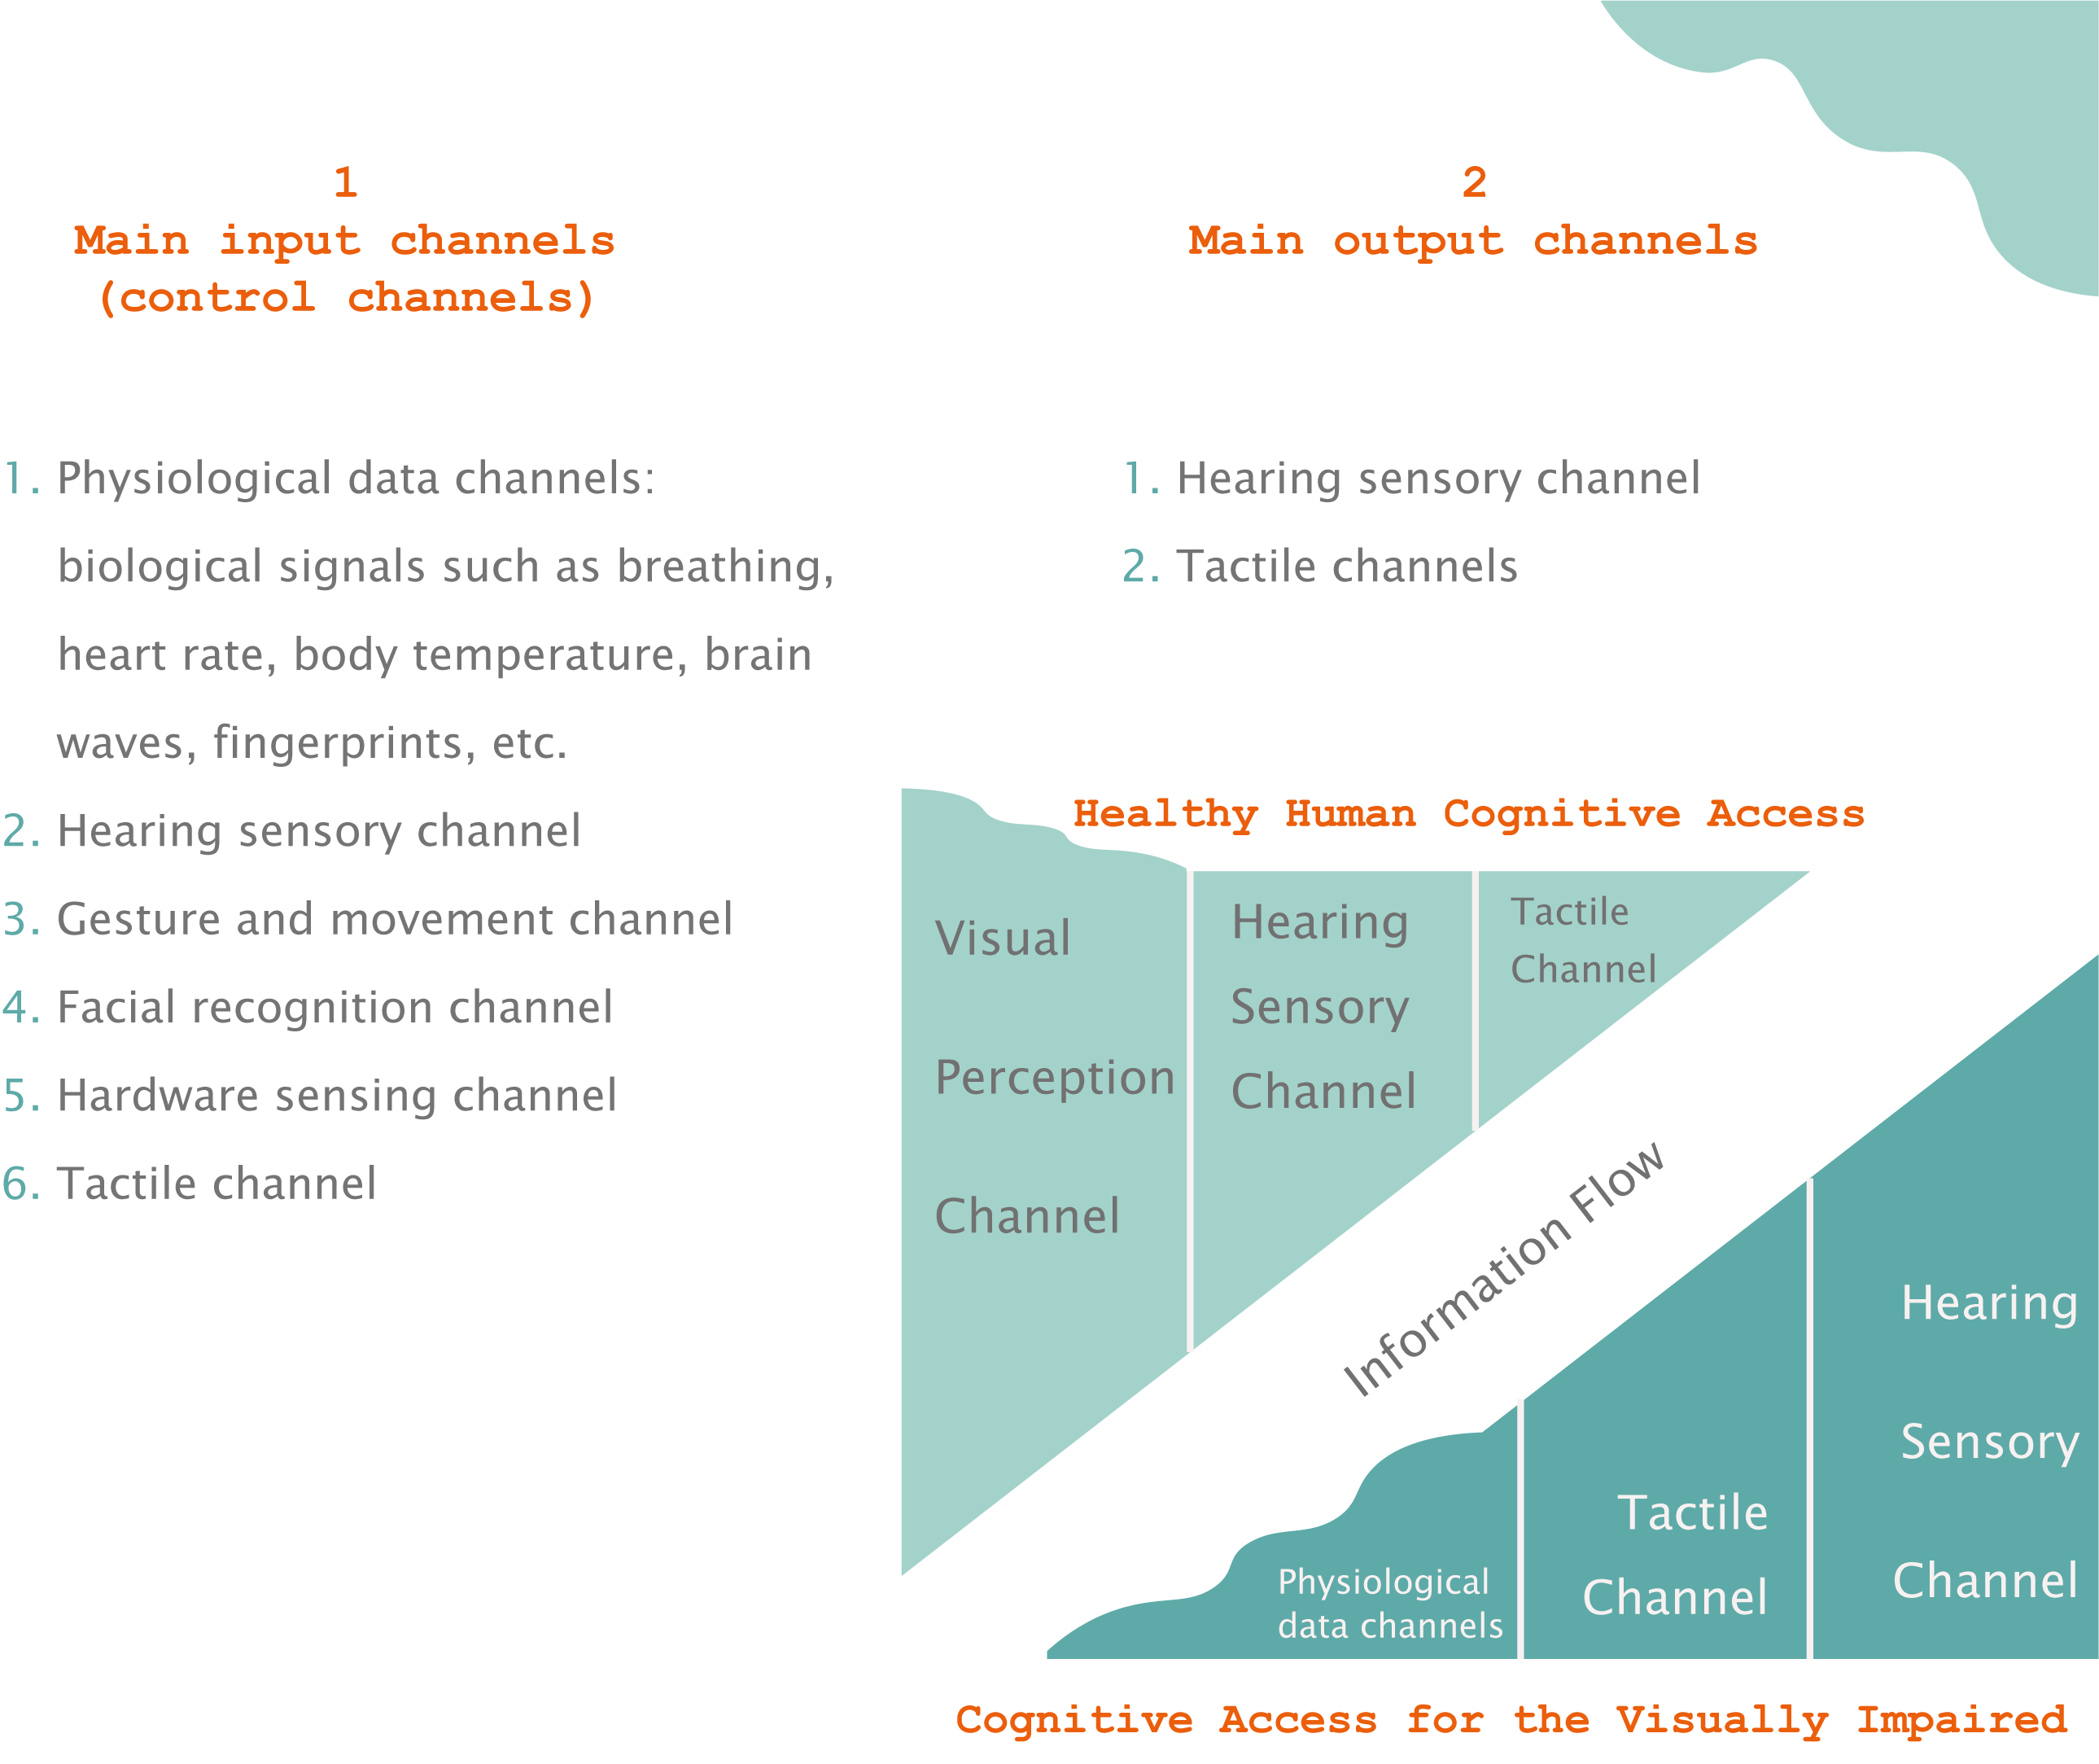 1
Main input channels
(control channels)
1. Physiological data channels:
biological signals such as breathing,
heart rate, body temperature, brain
waves, fingerprints, etc.
2. Hearing sensory channel
3. Gesture and movement channel
4. Facial recognition channel
5. Hardware sensing channel
6. Tactile channel
2
Main output channels
1. Hearing sensory channel
2. Tactile channels
Healthy Human Cognitive Access
Visual
Perception
Channel
Hearing
Sensory
Channel
Tactile
Channel
Information Flow
Physiological
data channels
Tactile
Channel
Hearing
Sensory
Channel
Cognitive Access for the Visually Impaired